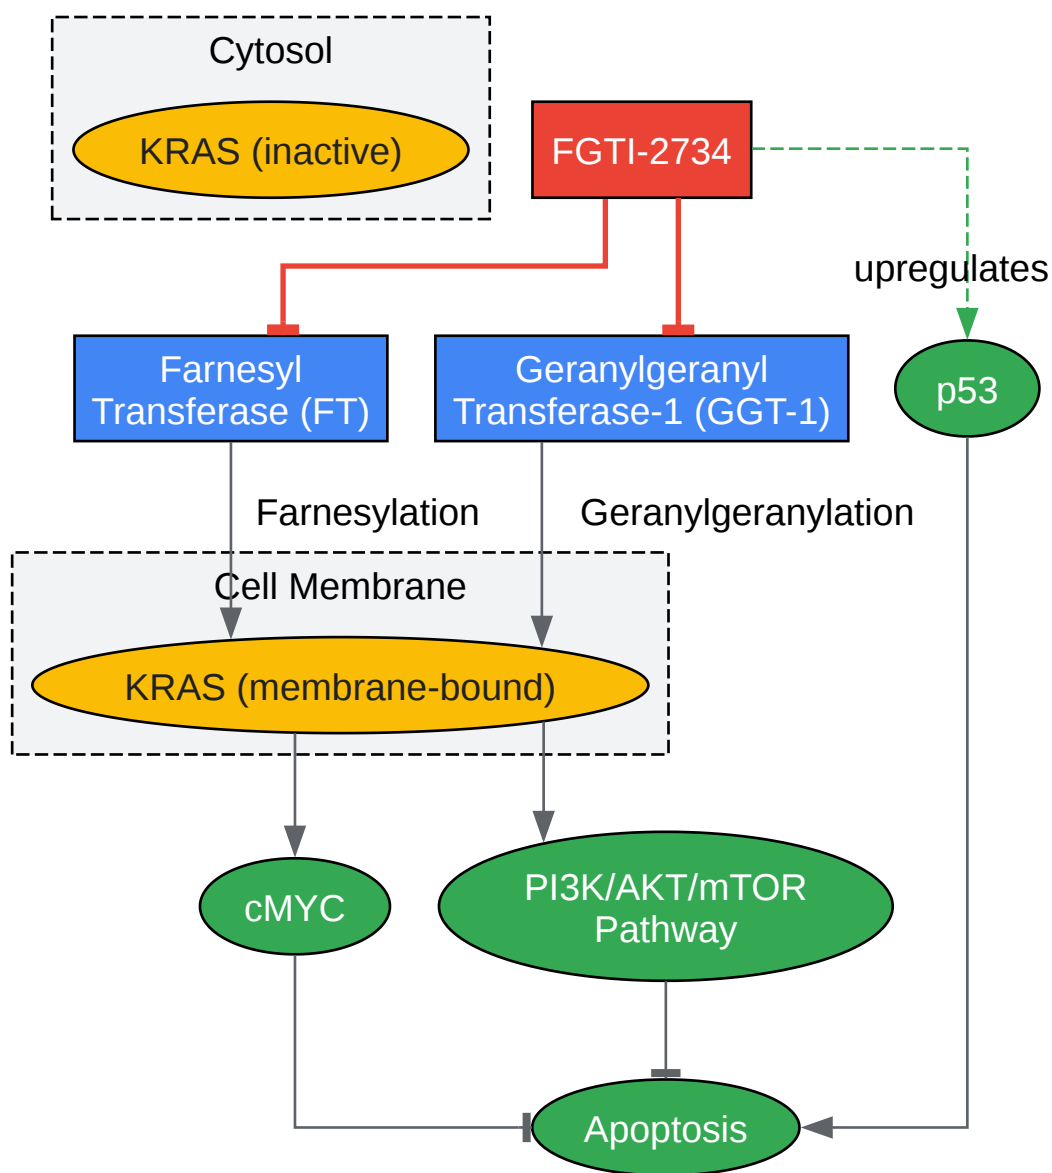 Cytosol
KRAS (inactive)
FGTI-2734
upregulates
Farnesyl
Transferase (FT)
Geranylgeranyl
Transferase-1 (GGT-1)
p53
Farnesylation
Geranylgeranylation
Cell Membrane
KRAS (membrane-bound)
cMYC
PI3K/AKT/mTOR
Pathway
Apoptosis